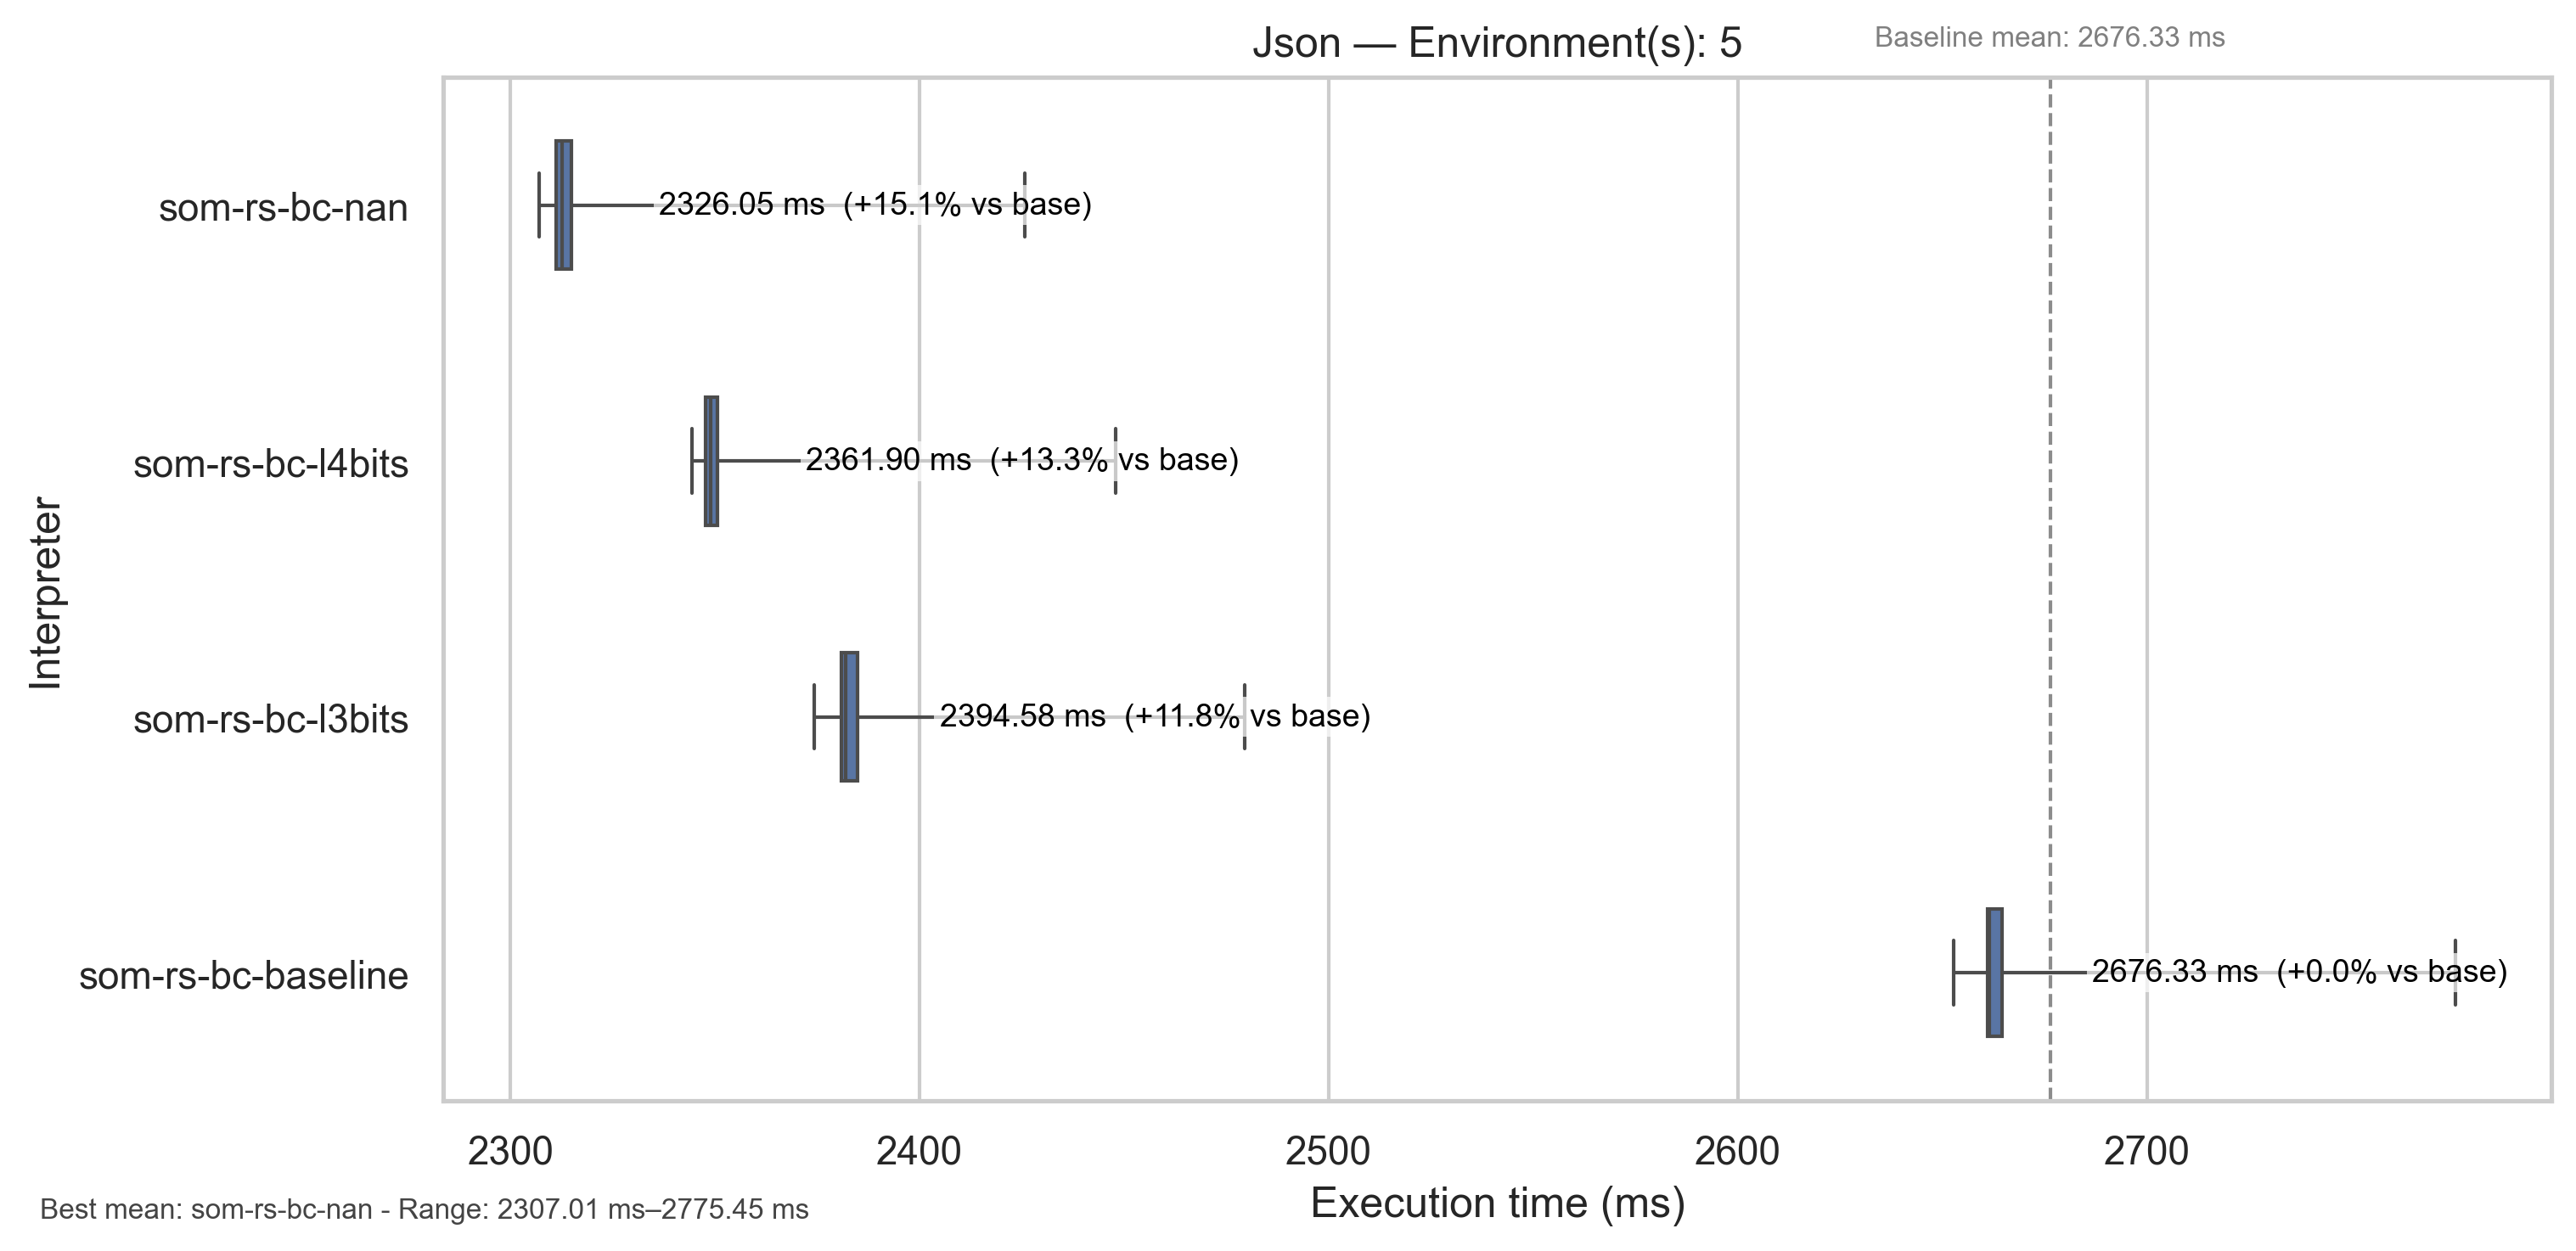 Json — Environment(s): 5
Baseline mean: 2676.33 ms
Interpreter
som-rs-bc-nan
2326.05 ms (+15.1% vs base)
som-rs-bc-l4bits
2361.90 ms (+13.3% vs base)
som-rs-bc-l3bits
2394.58 ms (+11.8% vs base)
som-rs-bc-baseline
2676.33 ms (+0.0% vs base)
2300 2400 2500 2600 2700
Execution time (ms)
Best mean: som-rs-bc-nan - Range: 2307.01 ms–2775.45 ms